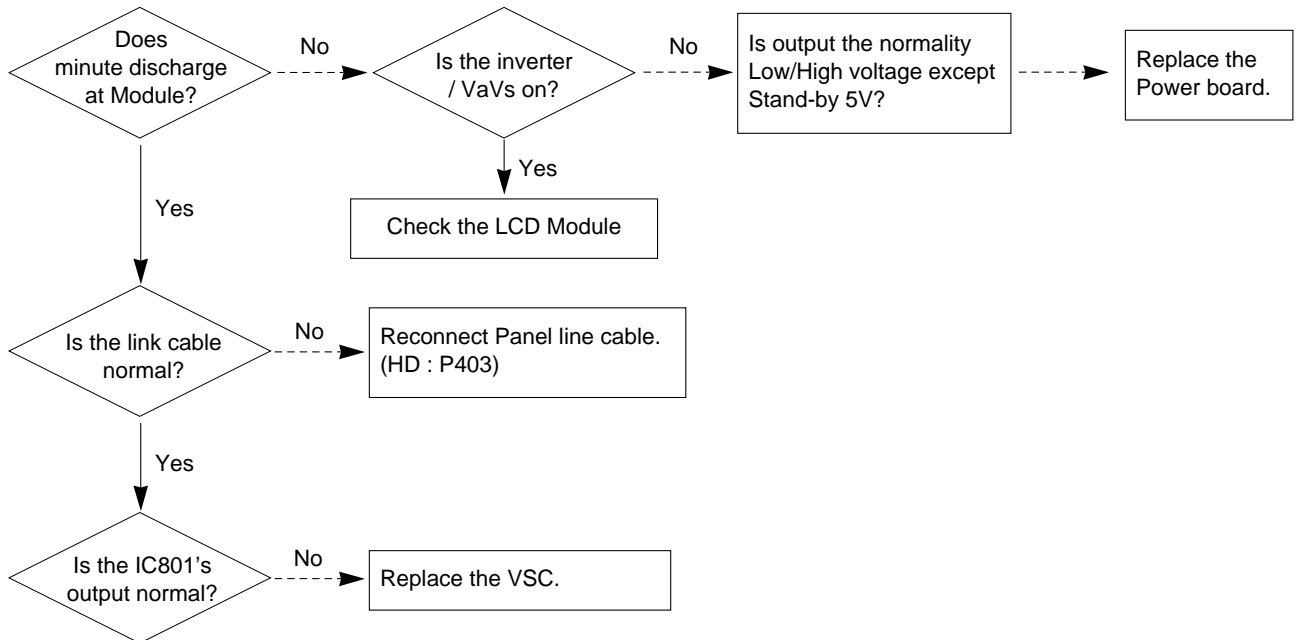 Does
minute discharge
at Module?
No
Is the inverter
/ VaVs on?
No
Is output the normality
Low/High voltage except
Stand-by 5V?
Replace the
Power board.
Yes
Check the LCD Module
Yes
Is the link cable
normal?
No
Reconnect Panel line cable.
(HD : P403)
Yes
Is the IC801's
output normal?
No
Replace the VSC.